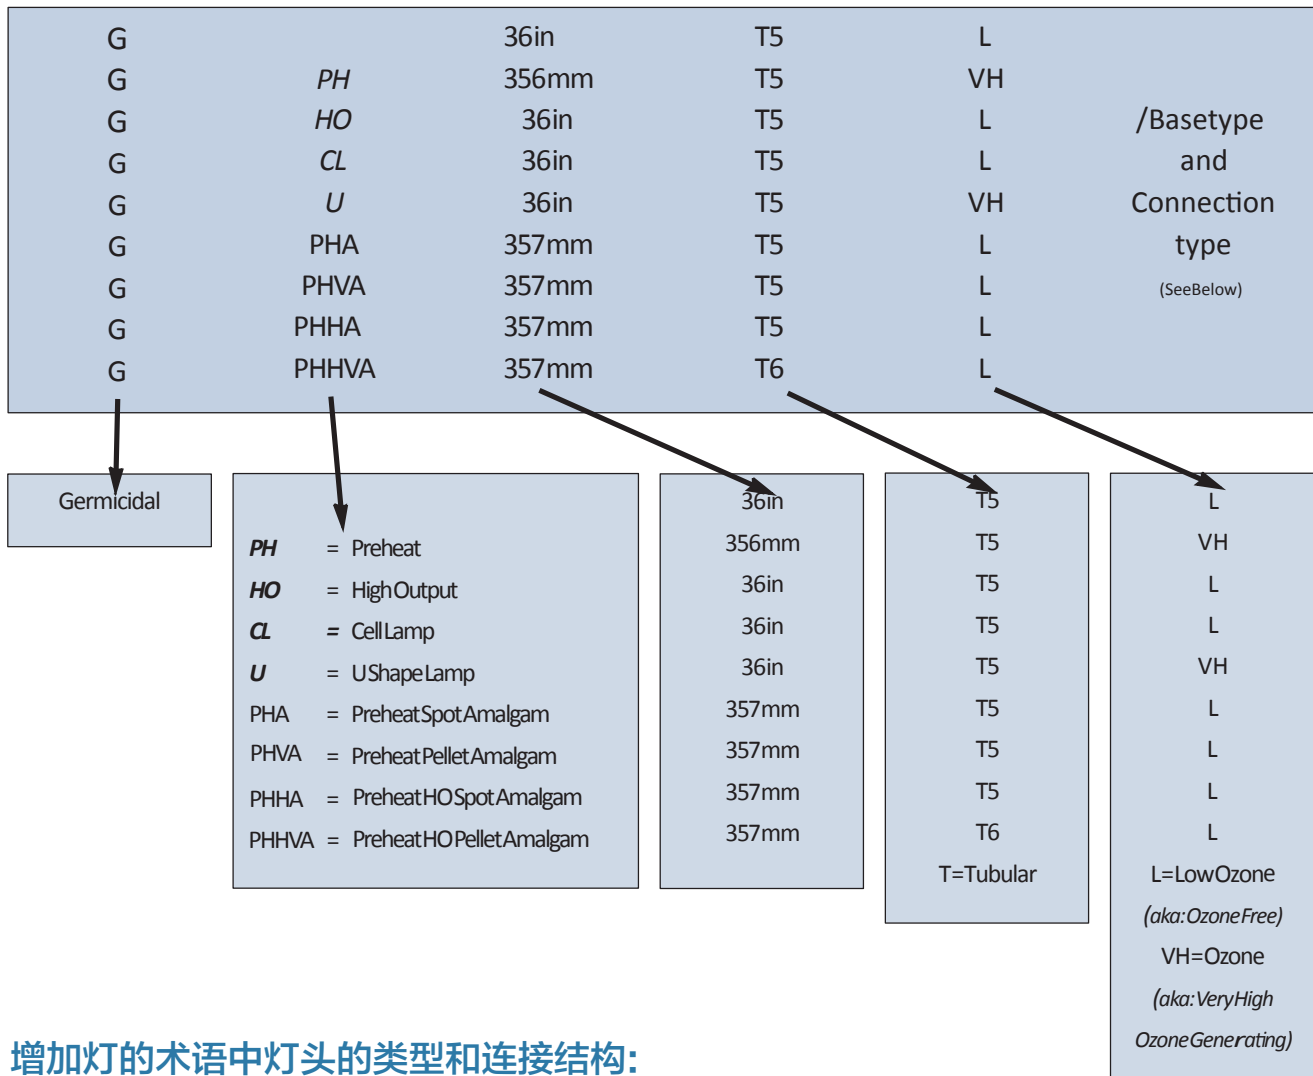 G 36in T5 L
G PH 356mm T5 VH
G HO 36in T5 L /Basetype
G CL 36in T5 L and
G U 36in T5 VH Connection
G PHA 357mm T5 L type
G PHVA 357mm T5 L (SeeBelow)
G PHHA 357mm T5 L
G PHHVA 357mm T6 L
Germicidal
PH = Preheat
HO = HighOutput
CL = CellLamp
U = UShapeLamp
PHA = PreheatSpotAmalgam
PHVA = PreheatPelletAmalgam
PHHA = PreheatHOSpotAmalgam
PHHVA = PreheatHOPelletAmalgam
36in
356mm
36in
36in
36in
357mm
357mm
357mm
357mm
T5
T5
T5
T5
T5
T5
T5
T5
T6
T=Tubular
L
VH
L
L
VH
L
L
L
L
L=LowOzone
(aka:OzoneFree)
VH=Ozone
(aka:VeryHigh
OzoneGenerating)
增加灯的术语中灯头的类型和连接结构: